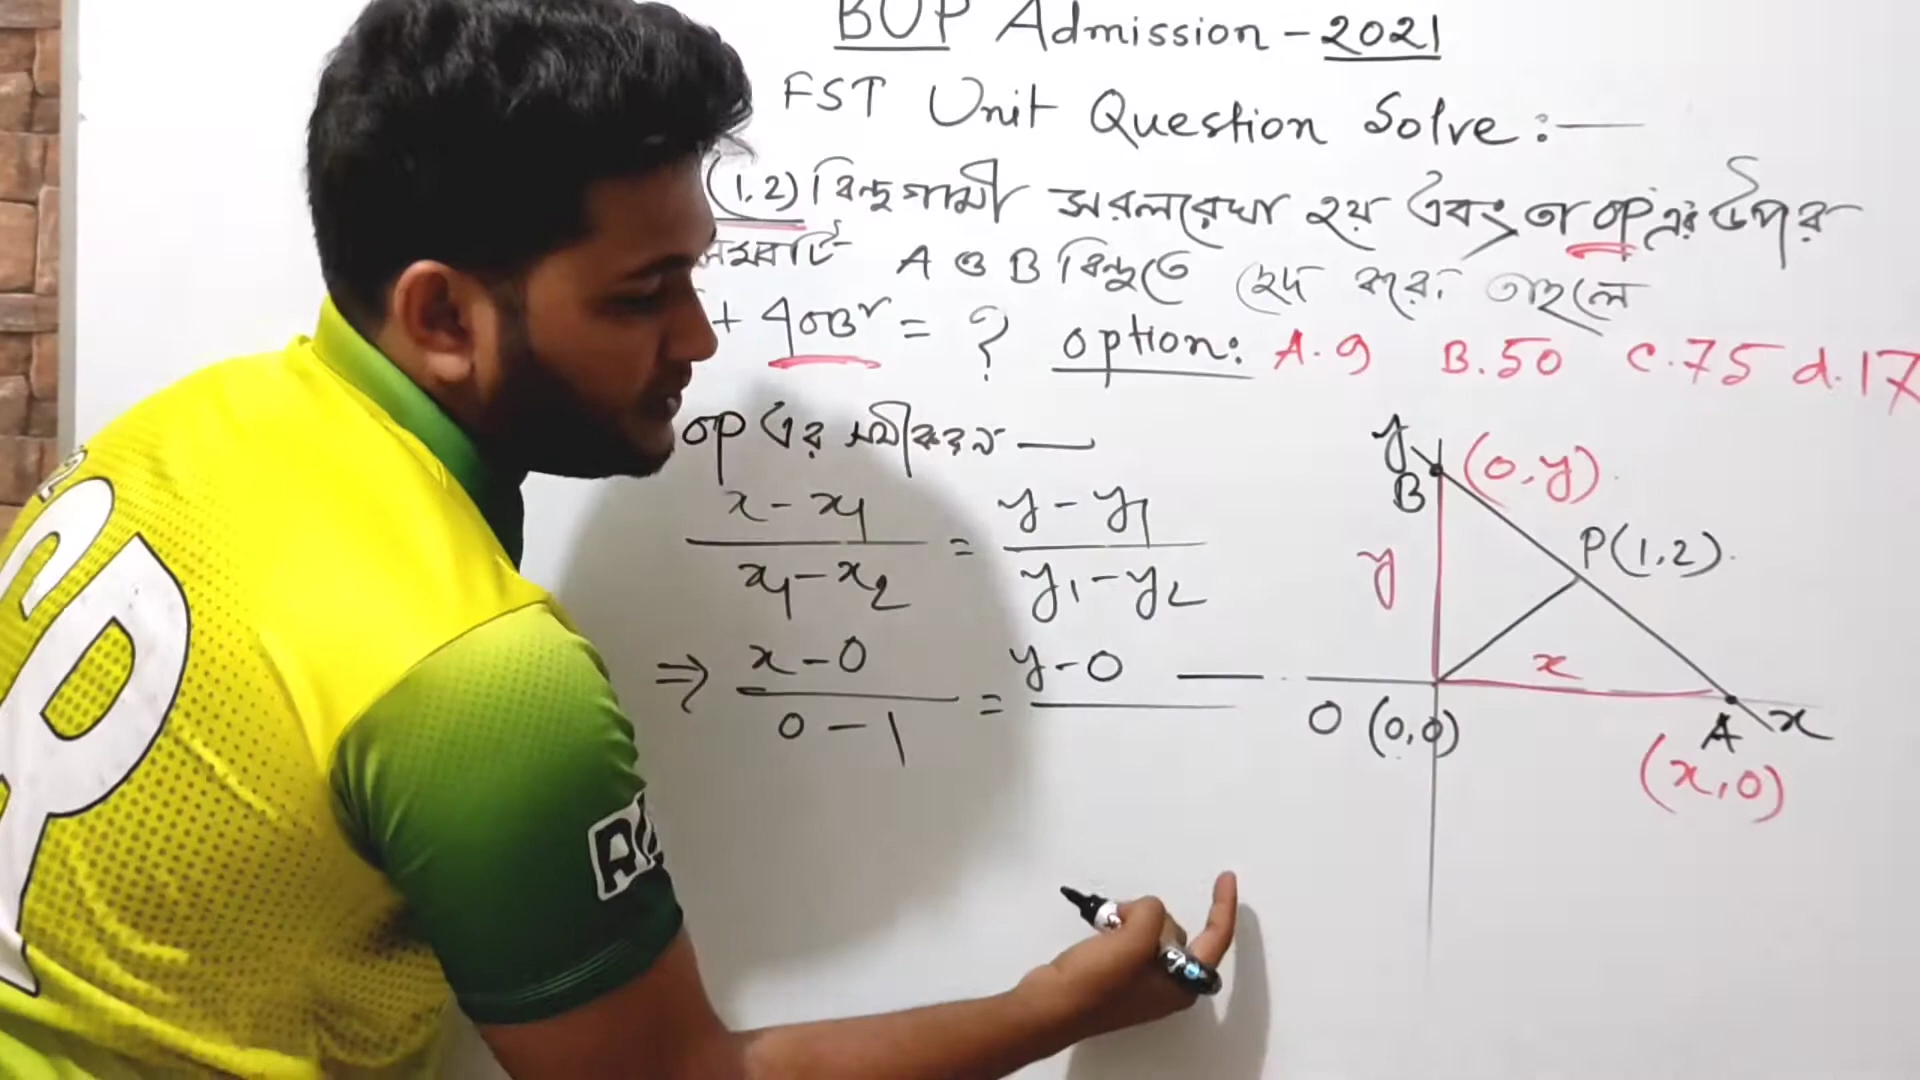 BUP Admission - 2021
FST Unit Question Solve :—
(1,2) বিন্দুগামী সরলরেখা হয় এবং তা OP এর উপর
A ও B বিন্দুতে ছেদ করে। তাহলে
+ 4OB² = ? option: A. 9 B. 50 C. 75 d. 17
OP এর সমীকরণ —
x - x₁ / x₁ - x₂ = y - y₁ / y₁ - y₂
⇒ x - 0 / 0 - 1 = y - 0
y
B (0, y)
P(1,2)
y
x
O (0,0)
A x
(x, 0)